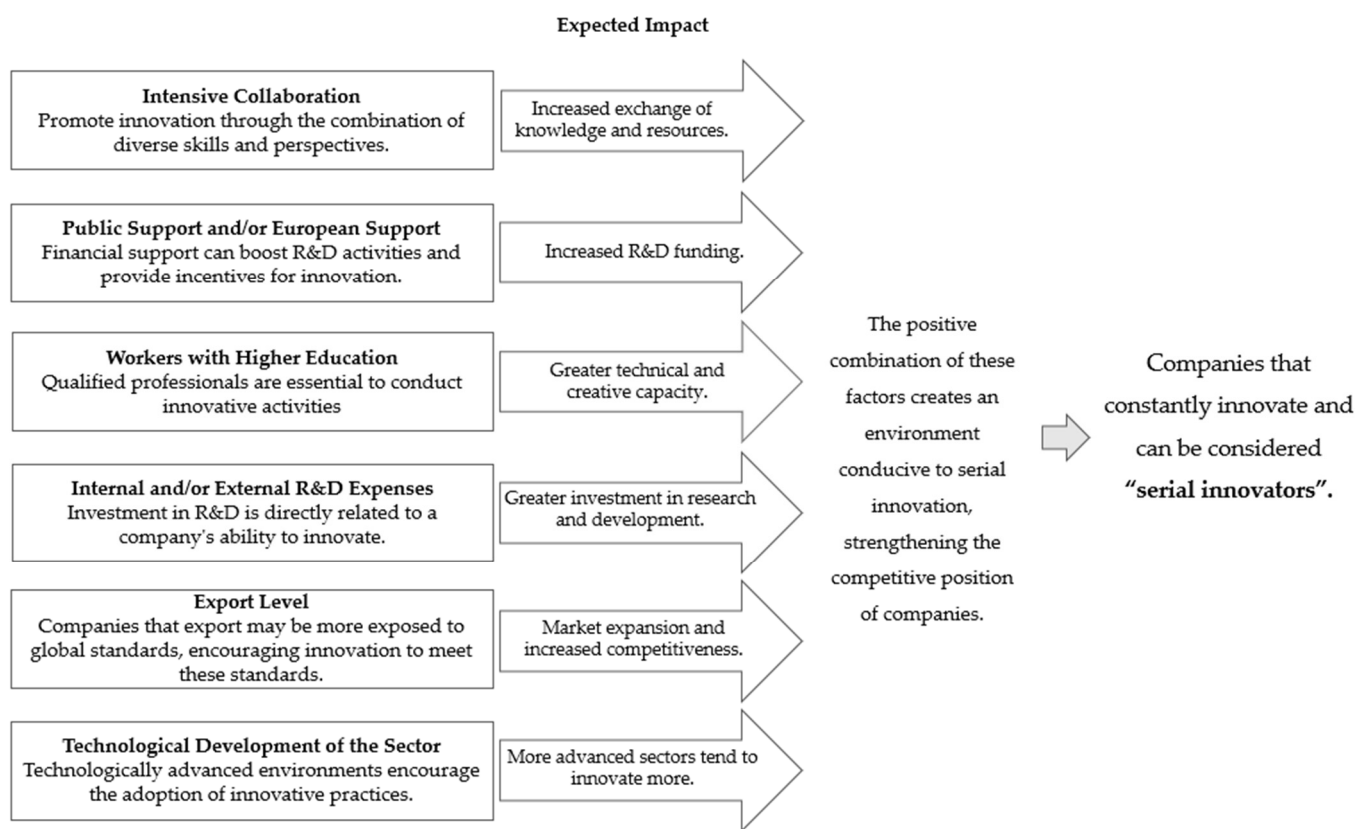 Expected Impact
Intensive Collaboration
Promote innovation through the combination of
diverse skills and perspectives.
Increased exchange of
knowledge and resources.
Public Support and/or European Support
Financial support can boost R&D activities and
provide incentives for innovation.
Increased R&D funding.
Workers with Higher Education
Qualified professionals are essential to conduct
innovative activities
Greater technical and
creative capacity.
Internal and/or External R&D Expenses
Investment in R&D is directly related to a
company's ability to innovate.
Greater investment in research
and development.
Export Level
Companies that export may be more exposed to
global standards, encouraging innovation to meet
these standards.
Market expansion and
increased competitiveness.
Technological Development of the Sector
Technologically advanced environments encourage
the adoption of innovative practices.
More advanced sectors tend to
innovate more.
The positive
combination of these
factors creates an
environment
conducive to serial
innovation,
strengthening the
competitive position
of companies.
Companies that
constantly innovate and
can be considered
“serial innovators”.